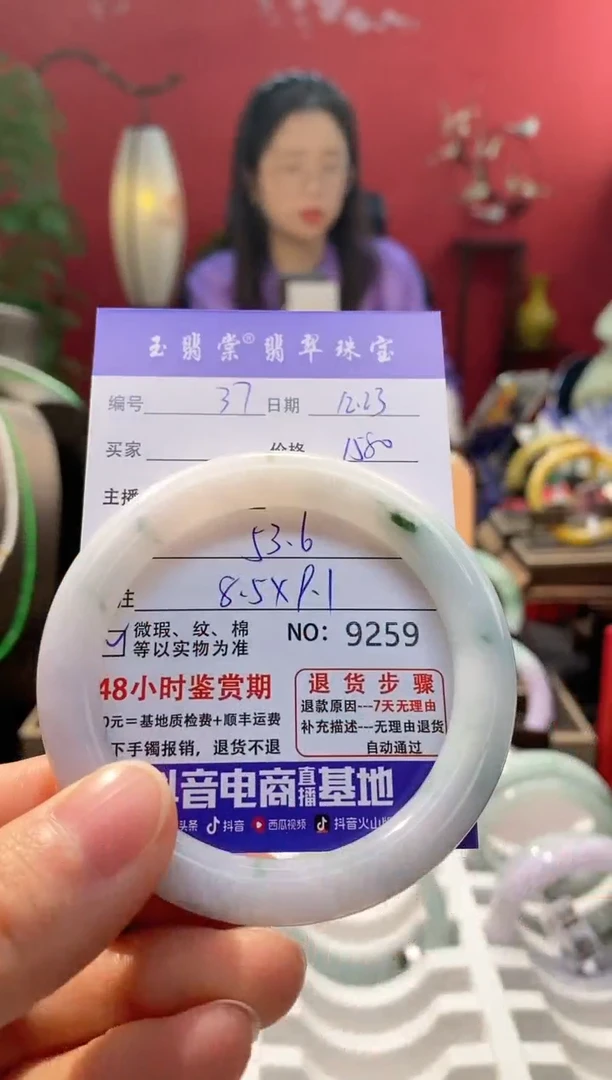 玉翡棠®翡翠珠宝
编号 37 日期 12.23
买家 价格 1580
主播
53.6
注 8.5X9.1
微瑕、纹、棉
等以实物为准
NO: 9259
48小时鉴赏期
0元=基地质检费+顺丰运费
下手镯报销，退货不退
退货步骤
退款原因---7天无理由
补充描述---无理由退货
自动通过
抖音电商直播基地
头条 抖音 西瓜视频 抖音火山版